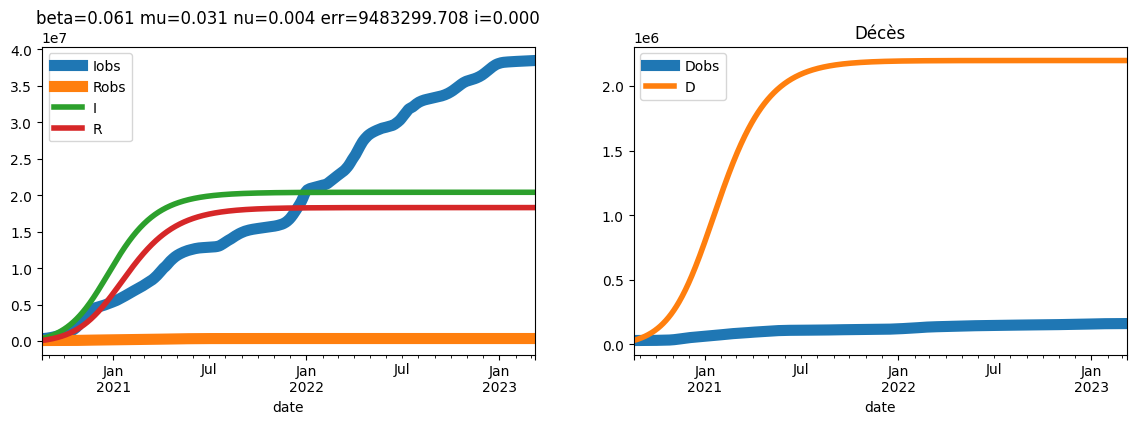 beta=0.061 mu=0.031 nu=0.004 err=9483299.708 i=0.000
1e7
4.0
3.5
3.0
2.5
2.0
1.5
1.0
0.5
0.0
Iobs
Robs
I
R
Jan
2021
Jul
Jan
2022
Jul
Jan
2023
date
Décès
1e6
2.0
1.5
1.0
0.5
0.0
Dobs
D
Jan
2021
Jul
Jan
2022
Jul
Jan
2023
date